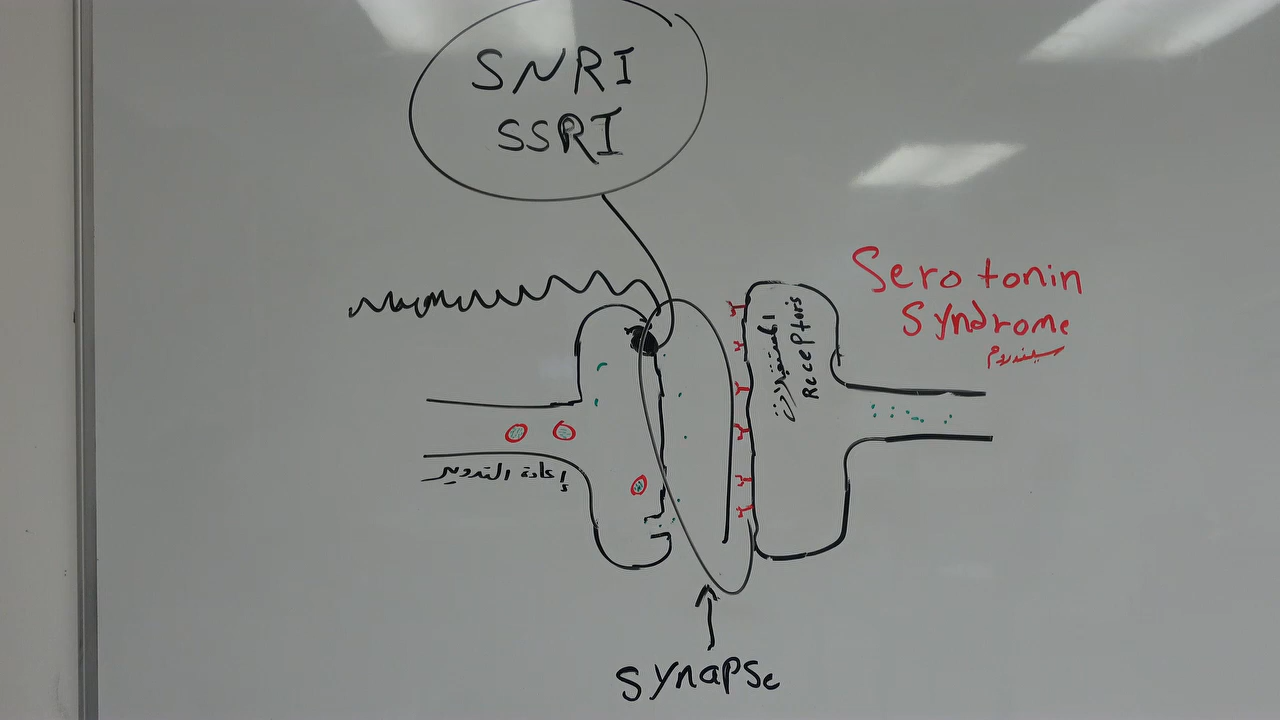 SNRI
SSRI
Serotonin
Syndrome
سيندروم
المستقبلات
Receptors
إعادة التدوير
synapse